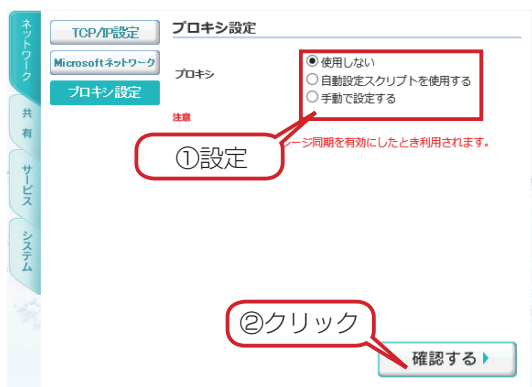 ネットワーク
共有
サービス
システム
TCP/IP設定
Microsoftネットワーク
プロキシ設定
プロキシ設定
プロキシ
使用しない
自動設定スクリプトを使用する
手動で設定する
注意
ージ同期を有効にしたとき利用されます。
①設定
②クリック
確認する